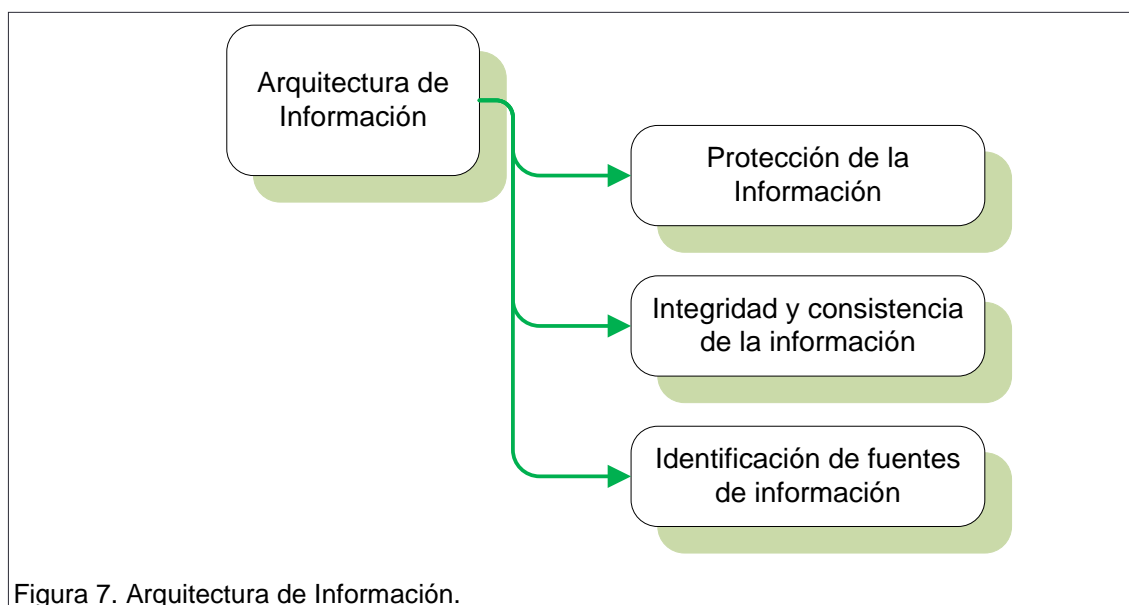 Arquitectura de
Información
Protección de la
Información
Integridad y consistencia
de la información
Identificación de fuentes
de información
Figura 7. Arquitectura de Información.